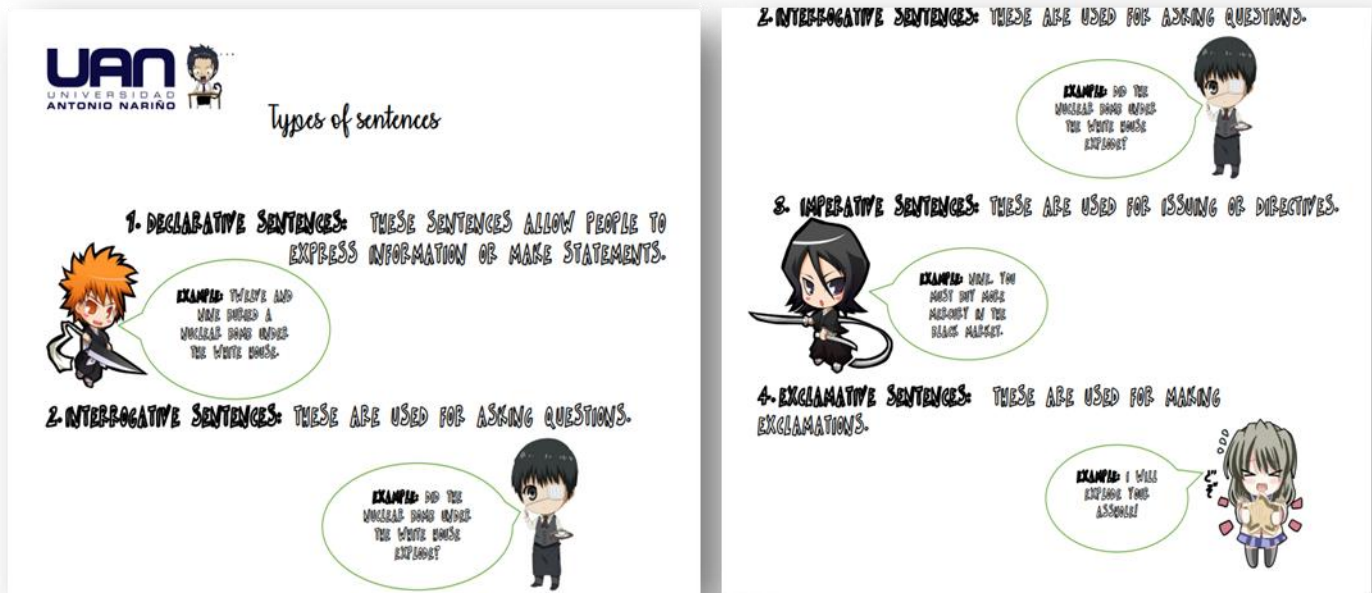 UAN
UNIVERSIDAD
ANTONIO NARIÑO
Types of sentences
1. DECLARATIVE SENTENCES: THESE SENTENCES ALLOW PEOPLE TO
EXPRESS INFORMATION OR MAKE STATEMENTS.
EXAMPLE: TWELVE AND
NINE BURIED A
NUCLEAR BOMB UNDER
THE WHITE HOUSE.
2. INTERROGATIVE SENTENCES: THESE ARE USED FOR ASKING QUESTIONS.
EXAMPLE: DID THE
NUCLEAR BOMB UNDER
THE WHITE HOUSE
EXPLODE?
2. INTERROGATIVE SENTENCES: THESE ARE USED FOR ASKING QUESTIONS.
EXAMPLE: DID THE
NUCLEAR BOMB UNDER
THE WHITE HOUSE
EXPLODE?
3. IMPERATIVE SENTENCES: THESE ARE USED FOR ISSUING OR DIRECTIVES.
EXAMPLE: NINE. YOU
MUST BUY MORE
MERCURY IN THE
BLACK MARKET.
4. EXCLAMATIVE SENTENCES: THESE ARE USED FOR MAKING
EXCLAMATIONS.
EXAMPLE: I WILL
EXPLODE YOUR
ASSHOLE!